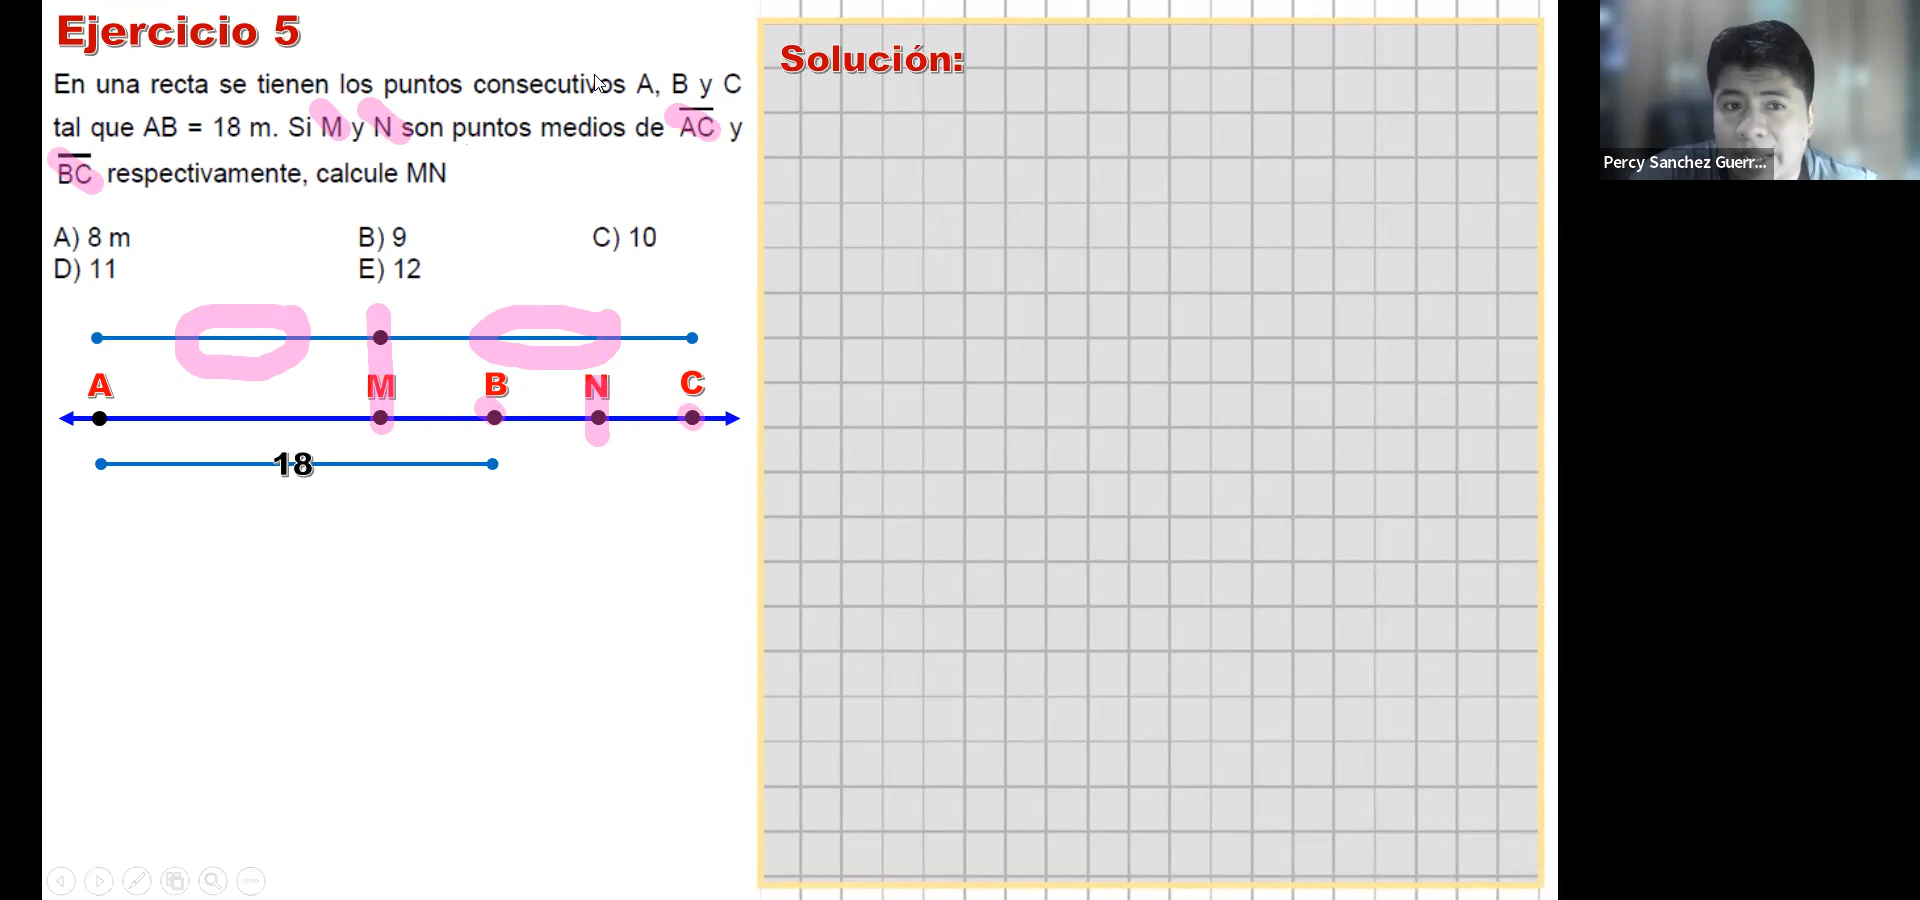 Ejercicio 5
En una recta se tienen los puntos consecutivos A, B y C
tal que AB = 18 m. Si M y N son puntos medios de AC y
BC respectivamente, calcule MN
A) 8 m B) 9 C) 10
D) 11 E) 12
A M B N C
18
Solución:
Percy Sanchez Guerr...